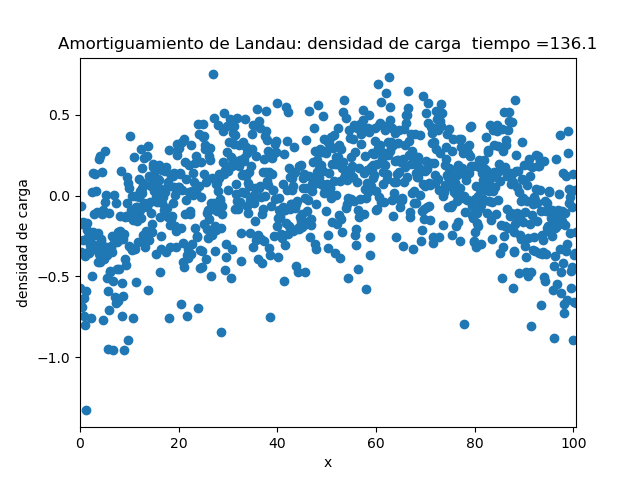 Amortiguamiento de Landau: densidad de carga  tiempo =136.1
0.5
0.0
−0.5
−1.0
densidad de carga
0 20 40 60 80 100
x